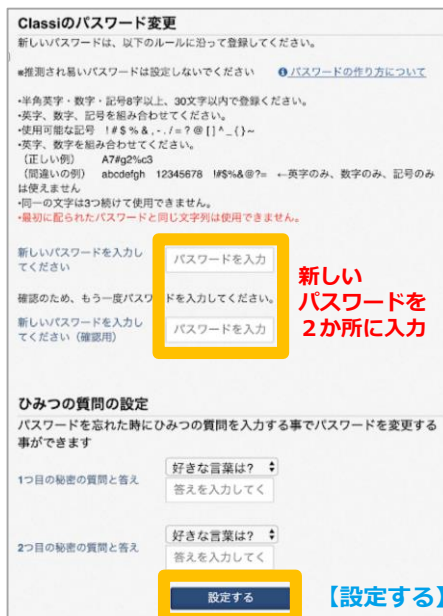 Classiのパスワード変更
新しいパスワードは、以下のルールに沿って登録してください。
■推測され易いパスワードは設定しないでください ❶パスワードの作り方について
・半角英字・数字・記号8字以上、30文字以内で登録ください。
・英字、数字、記号を組み合わせてください。
・使用可能な記号 ! # $ % & , - . / = ? @ [ ] ^ _ { } ~
・英字、数字を組み合わせてください。
（正しい例） A7#g2%c3
（間違いの例） abcdefgh 12345678 !#$%&@?= ←英字のみ、数字のみ、記号のみ
は使えません
・同一の文字は3つ続けて使用できません。
・最初に配られたパスワードと同じ文字列は使用できません。
新しいパスワードを入力し
てください
パスワードを入力
新しい
パスワードを
２か所に入力
確認のため、もう一度パスワードを入力してください。
新しいパスワードを入力し
てください（確認用）
パスワードを入力
ひみつの質問の設定
パスワードを忘れた時にひみつの質問を入力する事でパスワードを変更する
事ができます
1つ目の秘密の質問と答え
好きな言葉は?
答えを入力してく
2つ目の秘密の質問と答え
好きな言葉は?
答えを入力してく
設定する
【設定する】